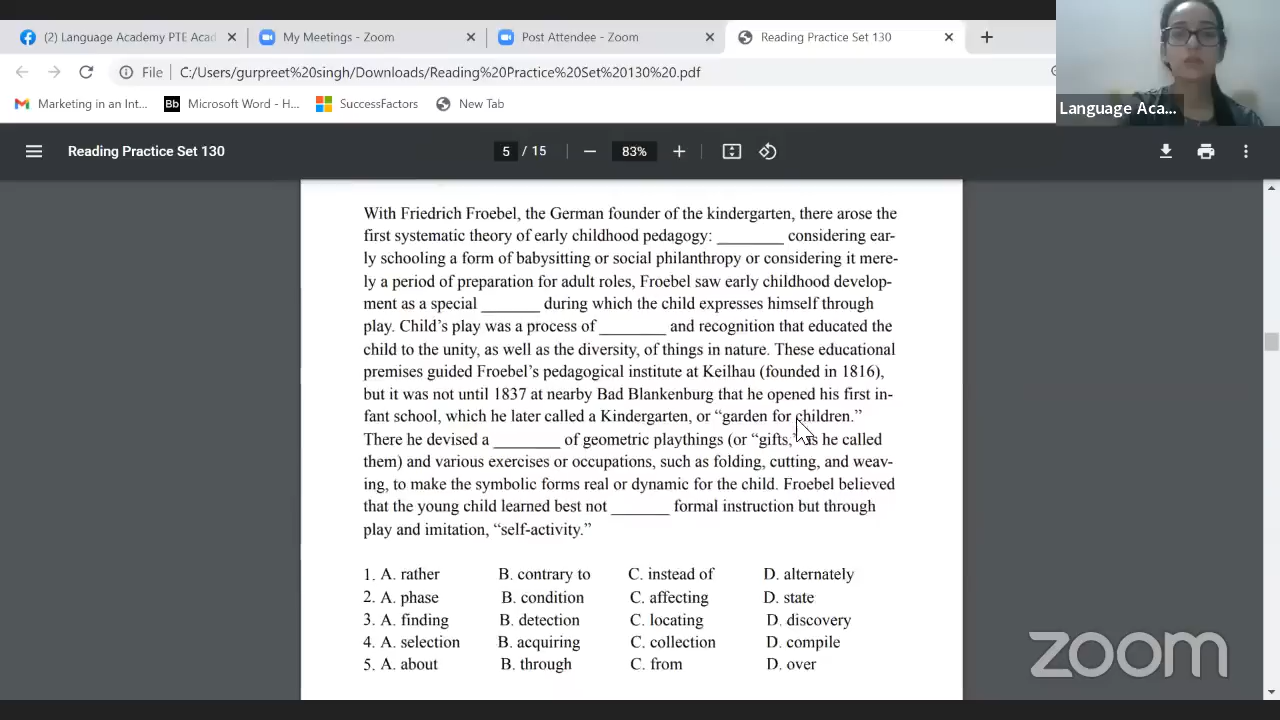 (2) Language Academy PTE Acad
My Meetings - Zoom
Post Attendee - Zoom
Reading Practice Set 130
File
C:/Users/gurpreet%20singh/Downloads/Reading%20Practice%20Set%20130%20.pdf
Marketing in an Int...
Bb
Microsoft Word - H...
SuccessFactors
New Tab
Language Aca...
Reading Practice Set 130
5 / 15
83%
With Friedrich Froebel, the German founder of the kindergarten, there arose the
first systematic theory of early childhood pedagogy: ________ considering ear-
ly schooling a form of babysitting or social philanthropy or considering it mere-
ly a period of preparation for adult roles, Froebel saw early childhood develop-
ment as a special _______ during which the child expresses himself through
play. Child's play was a process of ________ and recognition that educated the
child to the unity, as well as the diversity, of things in nature. These educational
premises guided Froebel's pedagogical institute at Keilhau (founded in 1816),
but it was not until 1837 at nearby Bad Blankenburg that he opened his first in-
fant school, which he later called a Kindergarten, or “garden for children.”
There he devised a ________ of geometric playthings (or “gifts,” as he called
them) and various exercises or occupations, such as folding, cutting, and weav-
ing, to make the symbolic forms real or dynamic for the child. Froebel believed
that the young child learned best not _______ formal instruction but through
play and imitation, “self-activity.”
1. A. rather B. contrary to C. instead of D. alternately
2. A. phase B. condition C. affecting D. state
3. A. finding B. detection C. locating D. discovery
4. A. selection B. acquiring C. collection D. compile
5. A. about B. through C. from D. over
zoom